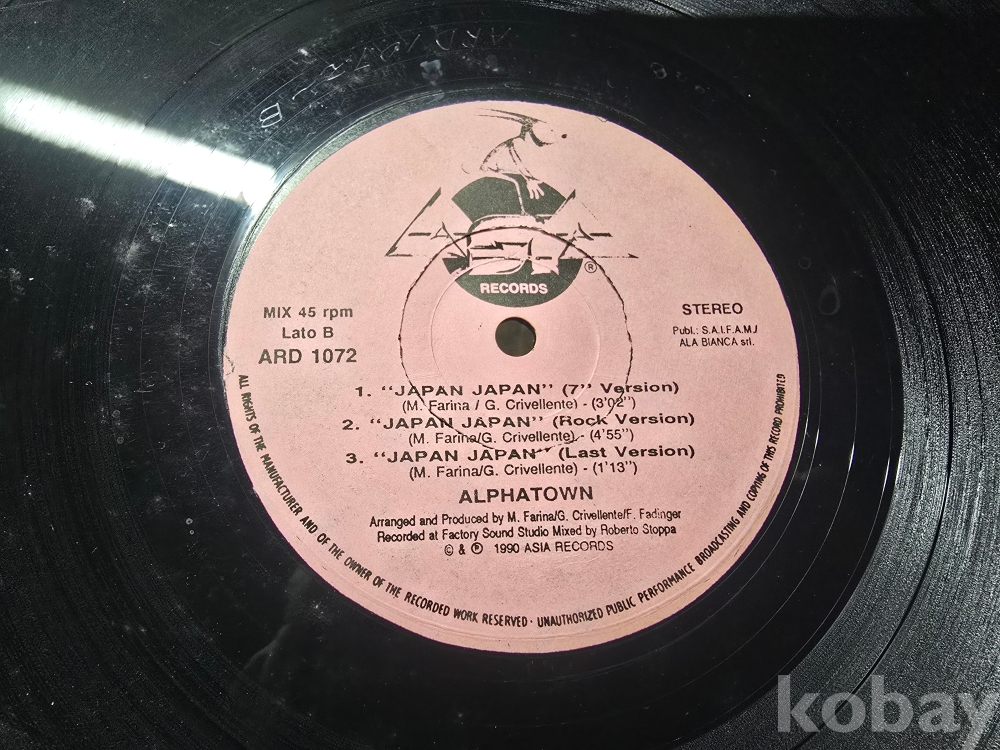 ARD 1072 B
ASIA
®
RECORDS
MIX 45 rpm
Lato B
ARD 1072
STEREO
Publ.: S.A.I.F.A.M./
ALA BIANCA srl.
1. "JAPAN JAPAN" (7" Version)
(M. Farina / G. Crivellente) - (3'02")
2. "JAPAN JAPAN" (Rock Version)
(M. Farina/G. Crivellente) - (4'55")
3. "JAPAN JAPAN" (Last Version)
(M. Farina/G. Crivellente) - (1'13")
ALPHATOWN
Arranged and Produced by M. Farina/G. Crivellente/F. Fadinger
Recorded at Factory Sound Studio Mixed by Roberto Stoppa
© & ℗ 1990 ASIA RECORDS
ALL RIGHTS OF THE MANUFACTURER AND OF THE OWNER OF THE RECORDED WORK RESERVED · UNAUTHORIZED PUBLIC PERFORMANCE BROADCASTING AND COPYING OF THIS RECORD PROHIBITED
kobay